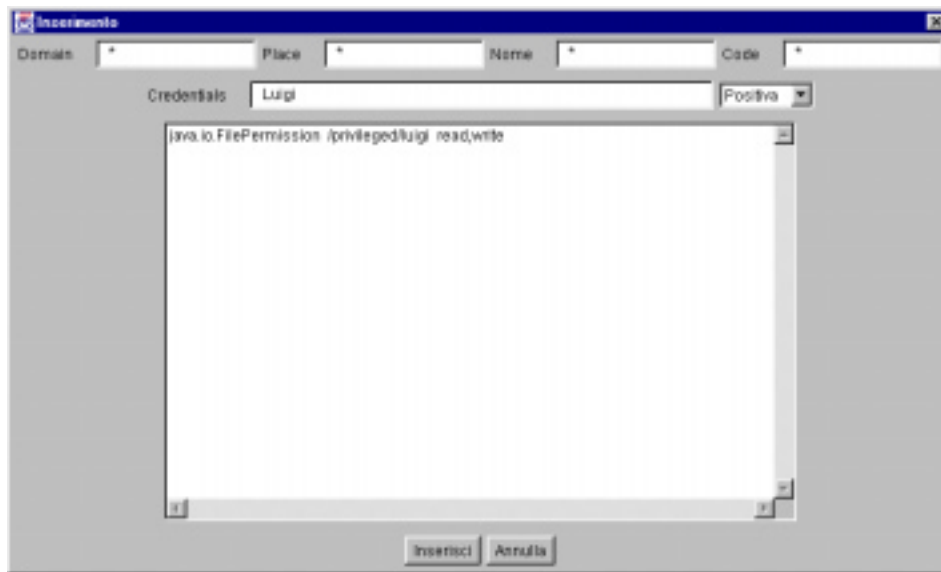 Inserimento
Domain * Place * Nome * Code *
Credentials Luigi Positiva
java.io.FilePermission /privileged/luigi read,write
Inserisci Annulla